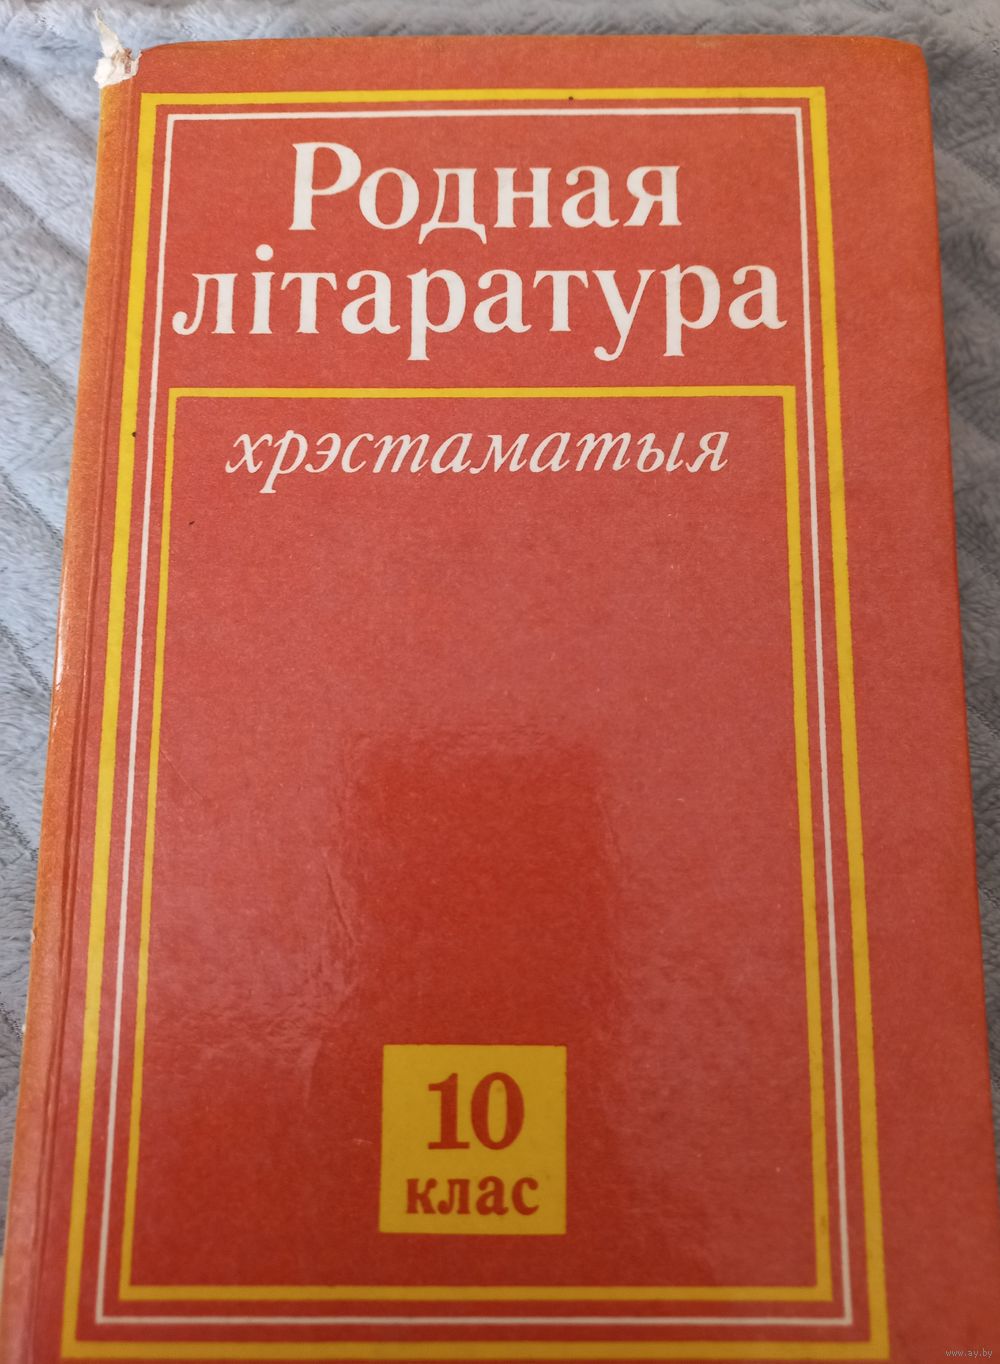 Родная
літаратура
хрэстаматыя
10
клас
www.ay.by